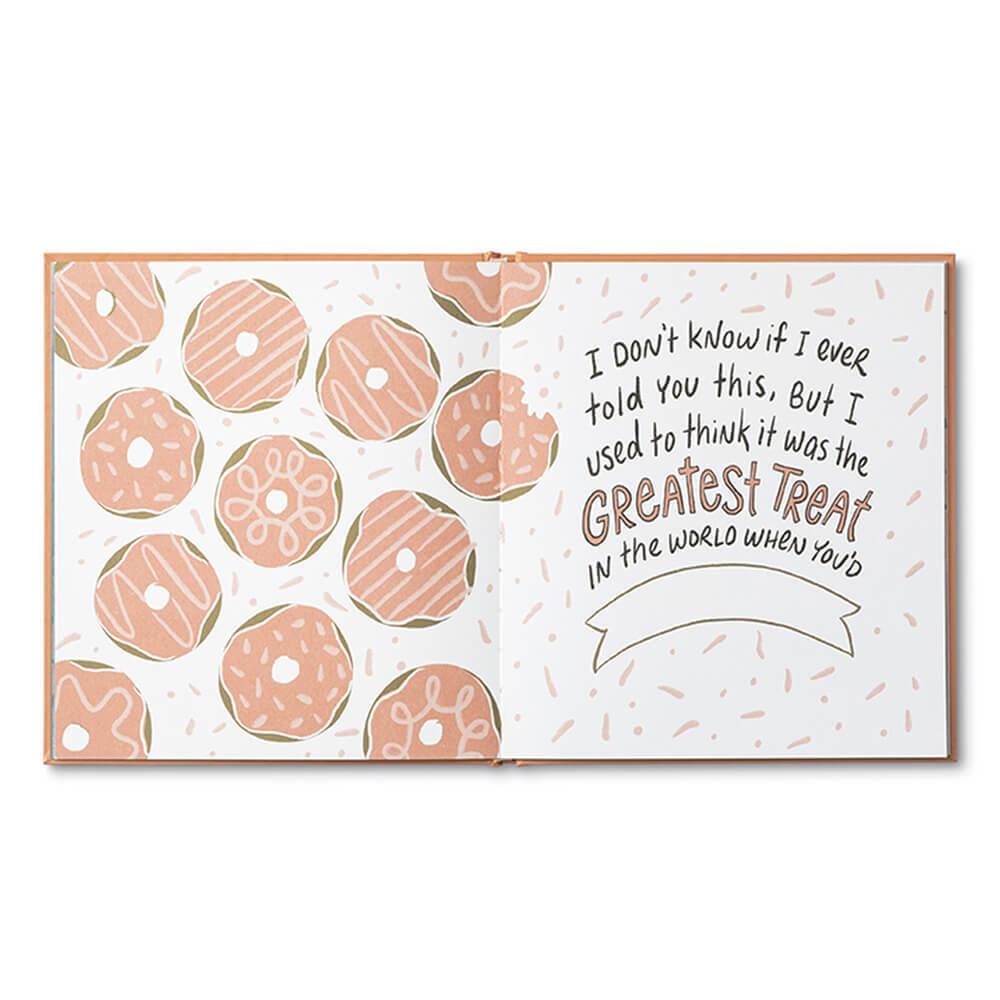 I DON'T KNOW if I EVER
told YOU this, BUT I
USED to thINK it WAS the
GREATEST TREAT
IN the WORLD WHEN YOU'D